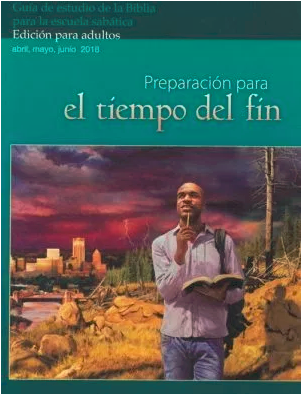 Guía de estudio de la Biblia
para la escuela sabática
Edición para adultos
abril, mayo, junio 2018
Preparación para
el tiempo del fin